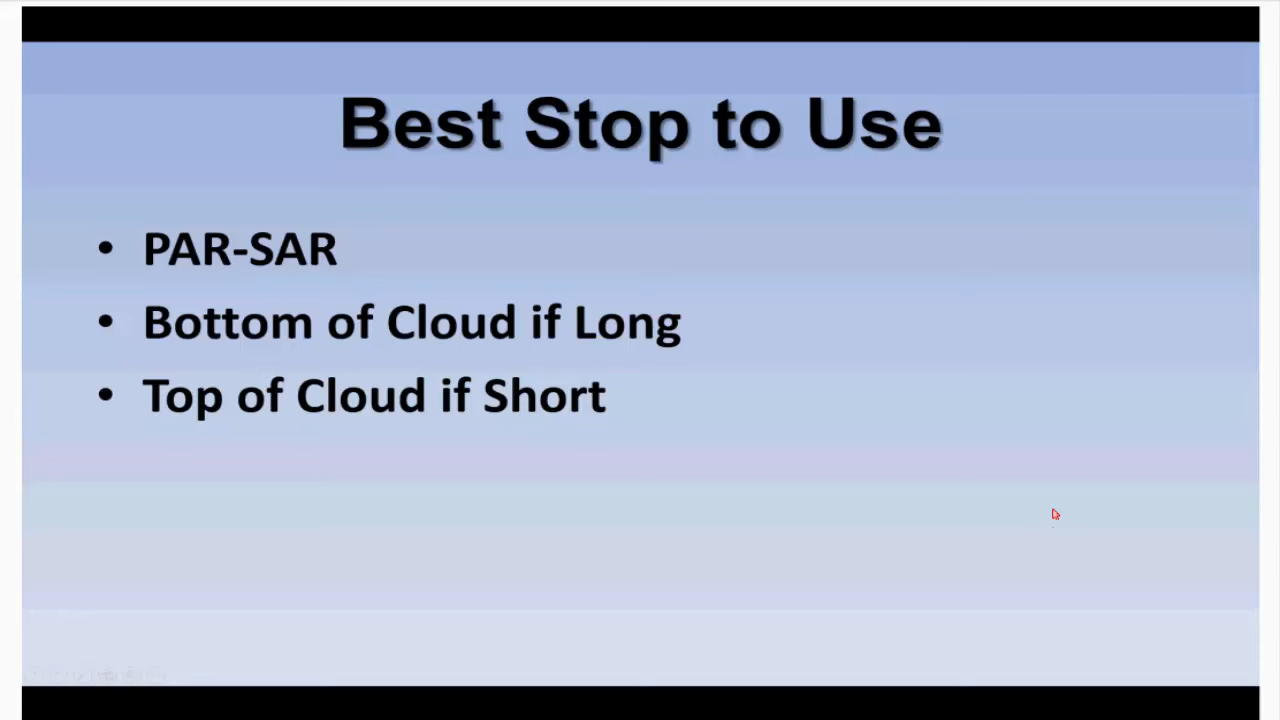 Best Stop to Use
• PAR-SAR
• Bottom of Cloud if Long
• Top of Cloud if Short